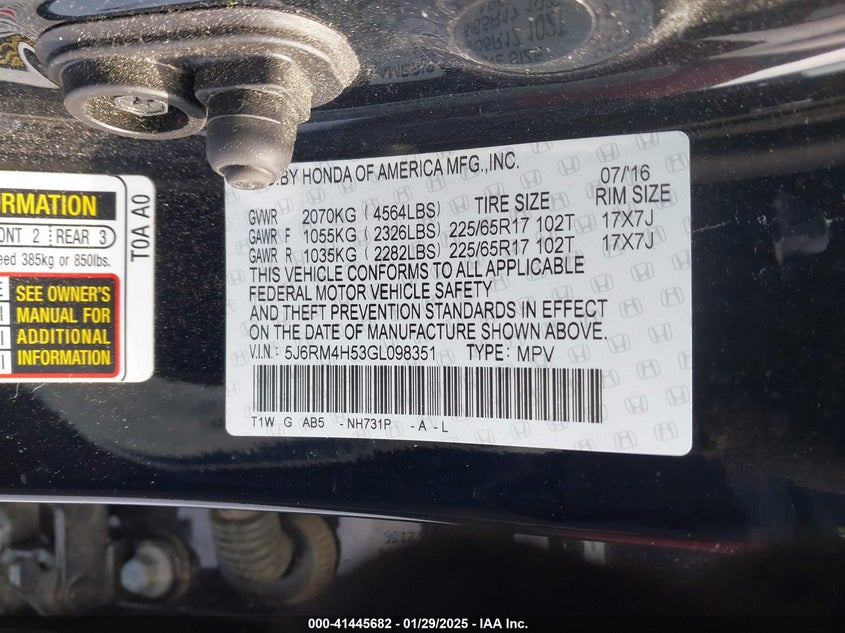 ORMATION
ONT 2 REAR 3
eed 385kg or 850lbs.
SEE OWNER'S
MANUAL FOR
ADDITIONAL
INFORMATION
T0A A0
BY HONDA OF AMERICA MFG.,INC. 07/'16
TIRE SIZE RIM SIZE
GVWR 2070KG (4564LBS)
GAWR F 1055KG (2326LBS) 225/65R17 102T 17X7J
GAWR R 1035KG (2282LBS) 225/65R17 102T 17X7J
THIS VEHICLE CONFORMS TO ALL APPLICABLE
FEDERAL MOTOR VEHICLE SAFETY
AND THEFT PREVENTION STANDARDS IN EFFECT
ON THE DATE OF MANUFACTURE SHOWN ABOVE.
V.I.N: 5J6RM4H53GL098351 TYPE: MPV
T1W G AB5 - NH731P - A - L
000-41445682 - 01/29/2025 - IAA Inc.